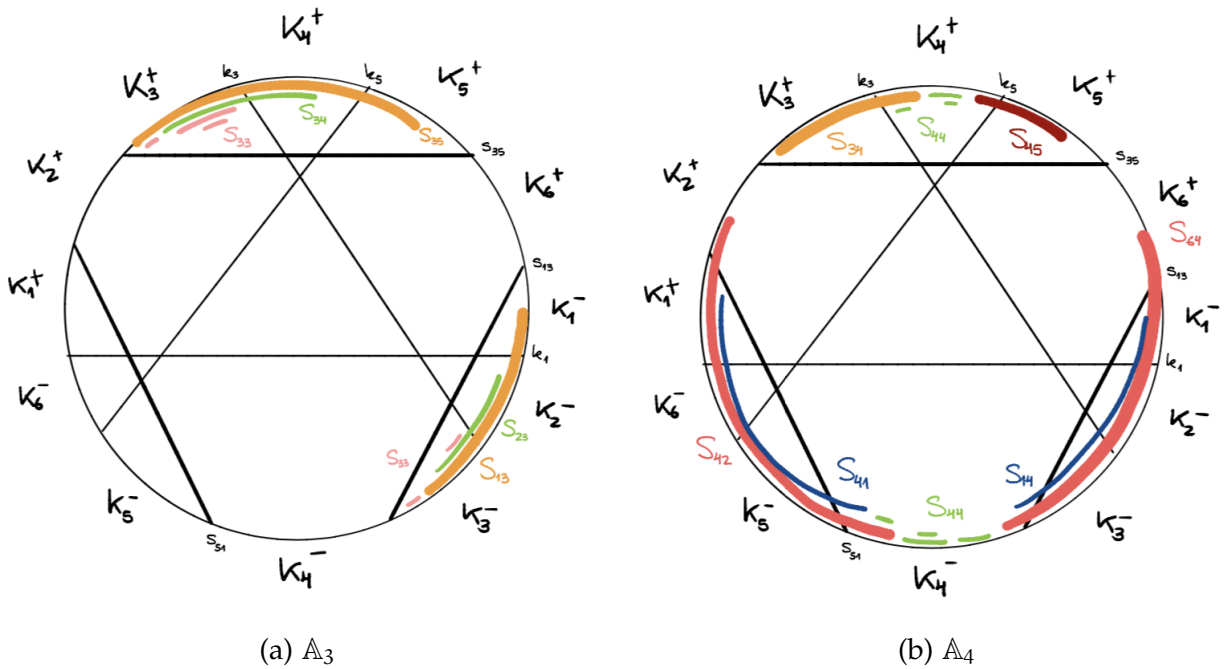 K₄⁺
K₃⁺
k₃
k₅
K₅⁺
S₃₄
S₃₃
S₃₅
K₂⁺
s₃₅
K₆⁺
s₁₃
K₁⁺
K₁⁻
k₁
K₆⁻
K₂⁻
S₂₃
S₃₃
S₁₃
K₅⁻
K₃⁻
s₅₁
K₄⁻
(a) 𝔸₃
K₄⁺
K₃⁺
k₃
k₅
K₅⁺
S₃₄
S₄₄
S₄₅
K₂⁺
s₃₅
K₆⁺
S₆₄
s₁₃
K₁⁺
K₁⁻
k₁
K₆⁻
K₂⁻
S₄₂
S₄₁
S₁₄
K₅⁻
S₄₄
K₃⁻
s₅₁
K₄⁻
(b) 𝔸₄